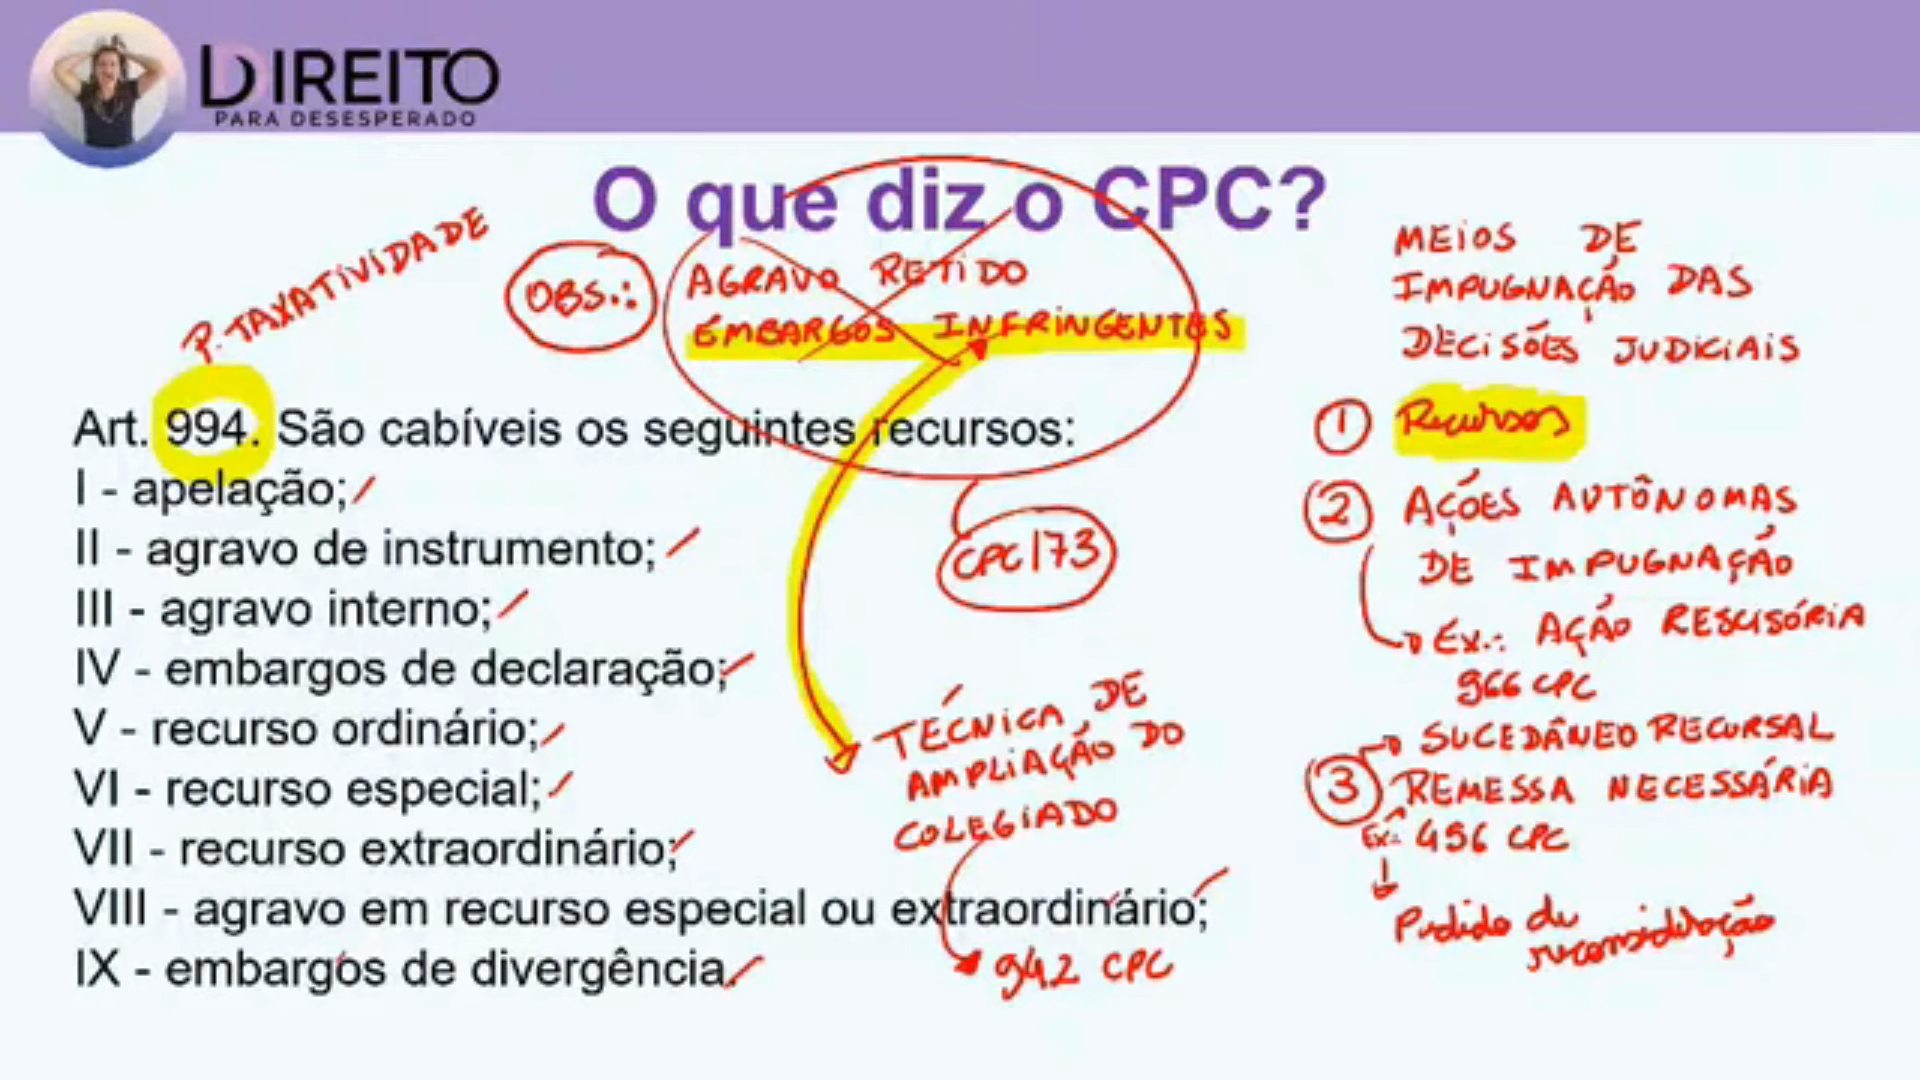 DIREITO
PARA DESESPERADO
O que diz o CPC?
P. TAXATIVIDADE
OBS.:
AGRAVO RETIDO
EMBARGOS INFRINGENTES
CPC/73
Art. 994. São cabíveis os seguintes recursos:
I - apelação;
II - agravo de instrumento;
III - agravo interno;
IV - embargos de declaração;
V - recurso ordinário;
VI - recurso especial;
VII - recurso extraordinário;
VIII - agravo em recurso especial ou extraordinário;
IX - embargos de divergência.
TÉCNICA DE
AMPLIAÇÃO DO
COLEGIADO
942 CPC
MEIOS DE
IMPUGNAÇÃO DAS
DECISÕES JUDICIAIS
1 Recursos
2 AÇÕES AUTÔNOMAS
DE IMPUGNAÇÃO
EX.: AÇÃO RESCISÓRIA
966 CPC
SUCEDÂNEO RECURSAL
3 REMESSA NECESSÁRIA
Ex: 496 CPC
Pedido de
reconsideração